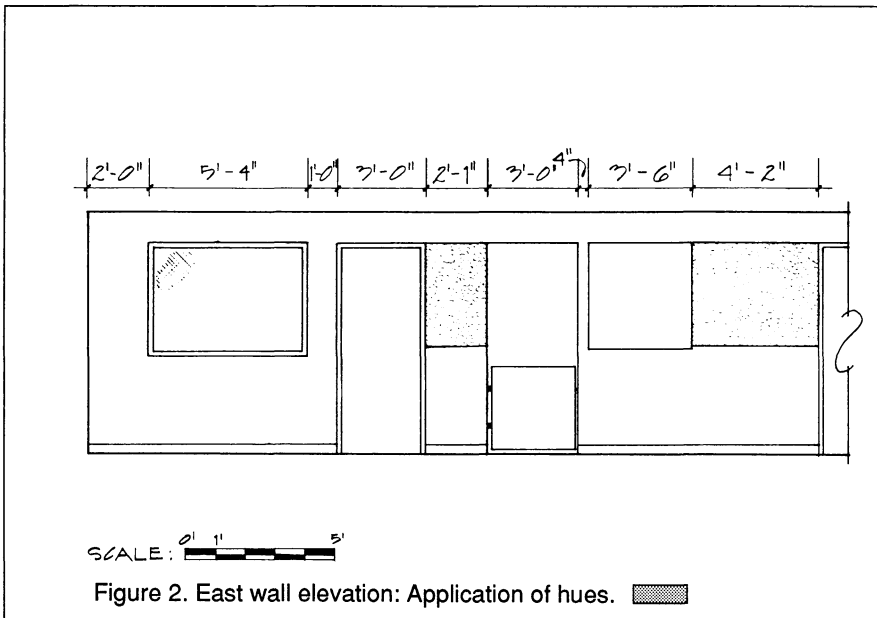 2'-0" 5'-4" 1'-0" 3'-0" 2'-1" 3'-0" 4" 3'-6" 4'-2"
0' 1' 5'
SCALE:
Figure 2. East wall elevation: Application of hues.